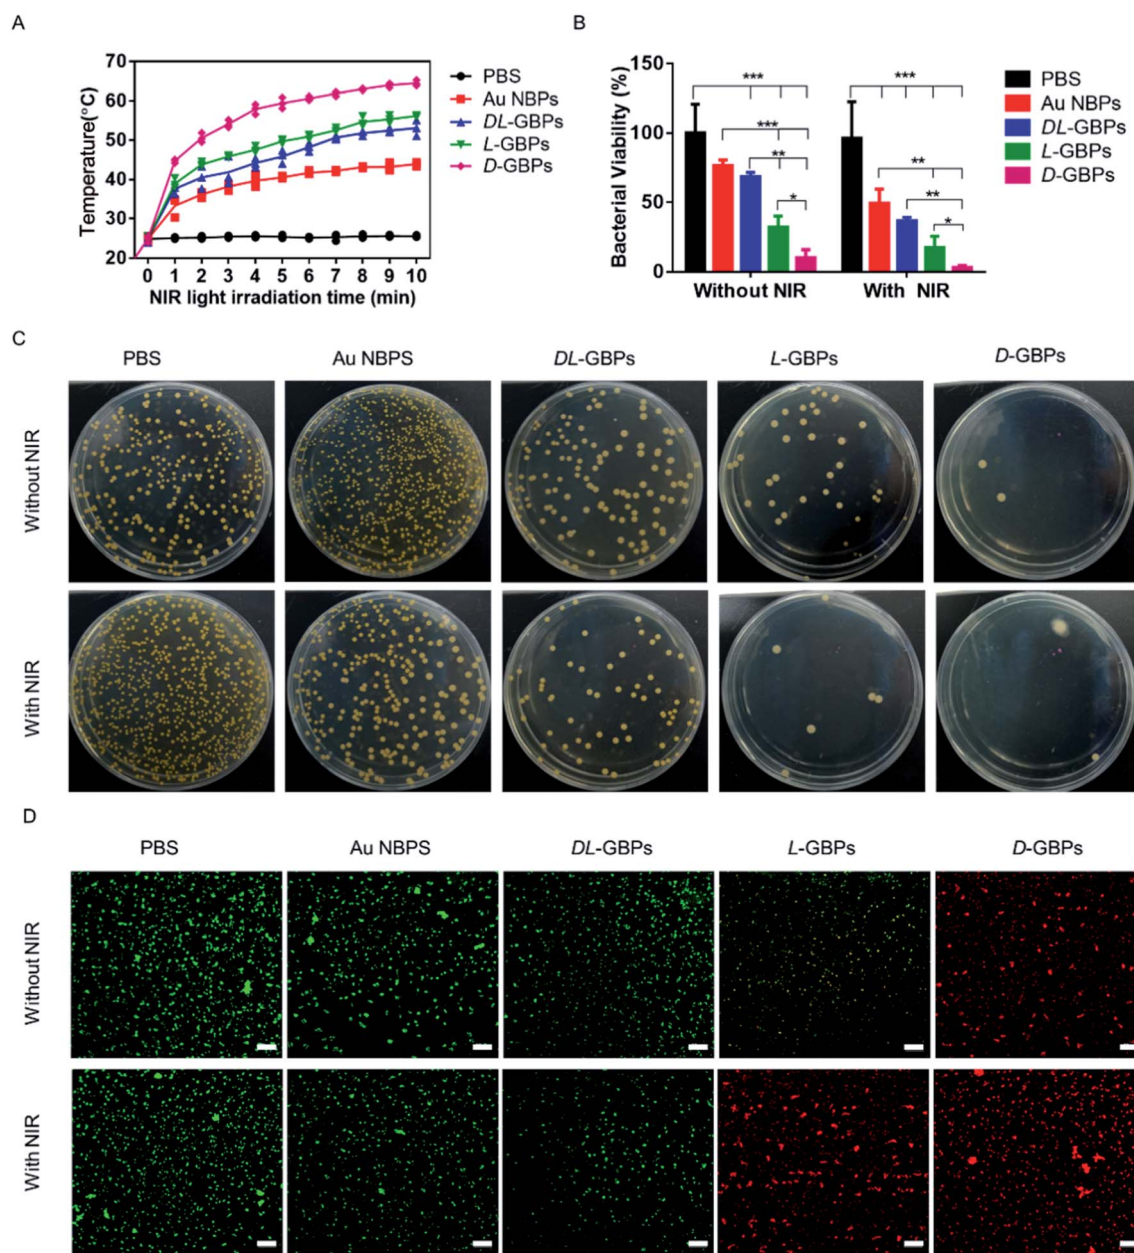 A
70
60
50
40
30
20
Temperature(°C)
0 1 2 3 4 5 6 7 8 9 10
NIR light irradiation time (min)
PBS
Au NBPs
DL-GBPs
L-GBPs
D-GBPs
B
150
100
50
0
Bacterial Viability (%)
*** ***
***
**
*
**
**
*
Without NIR With NIR
PBS
Au NBPs
DL-GBPs
L-GBPs
D-GBPs
C
PBS Au NBPS DL-GBPs L-GBPs D-GBPs
Without NIR
With NIR
D
PBS Au NBPS DL-GBPs L-GBPs D-GBPs
Without NIR
With NIR